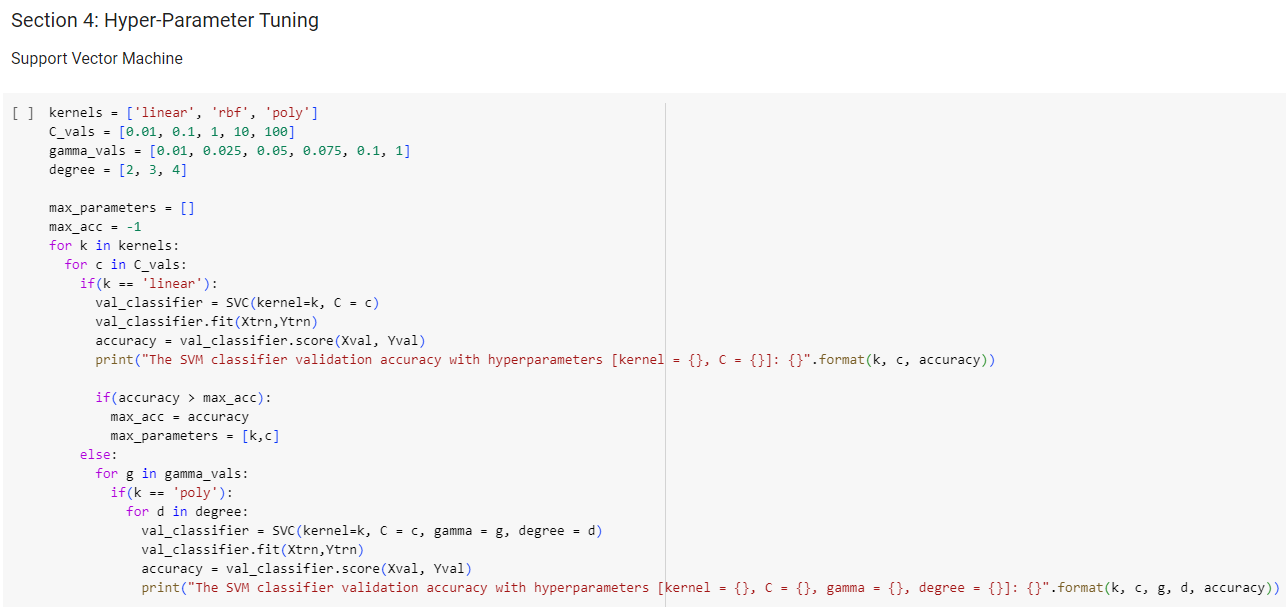 Section 4: Hyper-Parameter Tuning
Support Vector Machine
[ ] kernels = ['linear', 'rbf', 'poly']
C_vals = [0.01, 0.1, 1, 10, 100]
gamma_vals = [0.01, 0.025, 0.05, 0.075, 0.1, 1]
degree = [2, 3, 4]

max_parameters = []
max_acc = -1
for k in kernels:
  for c in C_vals:
    if(k == 'linear'):
      val_classifier = SVC(kernel=k, C = c)
      val_classifier.fit(Xtrn,Ytrn)
      accuracy = val_classifier.score(Xval, Yval)
      print("The SVM classifier validation accuracy with hyperparameters [kernel = {}, C = {}]: {}".format(k, c, accuracy))

      if(accuracy > max_acc):
        max_acc = accuracy
        max_parameters = [k,c]
    else:
      for g in gamma_vals:
        if(k == 'poly'):
          for d in degree:
            val_classifier = SVC(kernel=k, C = c, gamma = g, degree = d)
            val_classifier.fit(Xtrn,Ytrn)
            accuracy = val_classifier.score(Xval, Yval)
            print("The SVM classifier validation accuracy with hyperparameters [kernel = {}, C = {}, gamma = {}, degree = {}]: {}".format(k, c, g, d, accuracy))